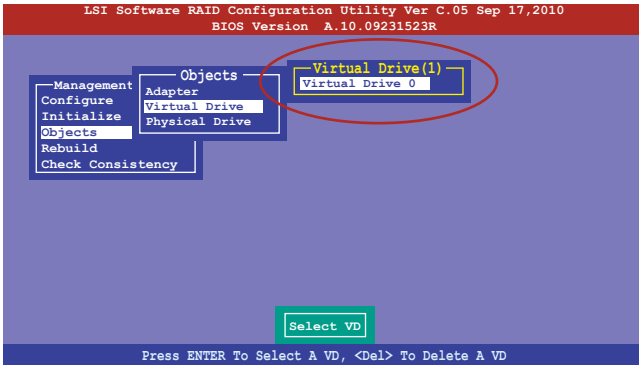 LSI Software RAID Configuration Utility Ver C.05 Sep 17,2010
BIOS Version A.10.09231523R
Management
Configure
Initialize
Objects
Rebuild
Check Consistency
Objects
Adapter
Virtual Drive
Physical Drive
Virtual Drive(1)
Virtual Drive 0
Select VD
Press ENTER To Select A VD, <Del> To Delete A VD